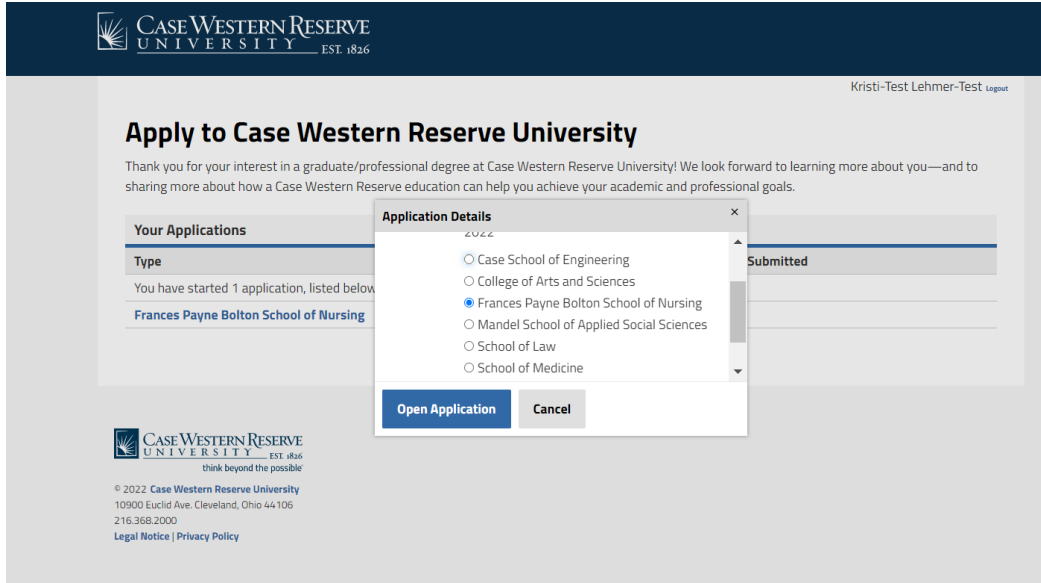 CASE WESTERN RESERVE
UNIVERSITY EST. 1826
Kristi-Test Lehmer-Test Logout
Apply to Case Western Reserve University
Thank you for your interest in a graduate/professional degree at Case Western Reserve University! We look forward to learning more about you—and to
sharing more about how a Case Western Reserve education can help you achieve your academic and professional goals.
Your Applications
Type
Submitted
You have started 1 application, listed below
Frances Payne Bolton School of Nursing
Application Details
×
2022
Case School of Engineering
College of Arts and Sciences
Frances Payne Bolton School of Nursing
Mandel School of Applied Social Sciences
School of Law
School of Medicine
Open Application
Cancel
CASE WESTERN RESERVE
UNIVERSITY EST. 1826
think beyond the possible
© 2022 Case Western Reserve University
10900 Euclid Ave. Cleveland, Ohio 44106
216.368.2000
Legal Notice | Privacy Policy